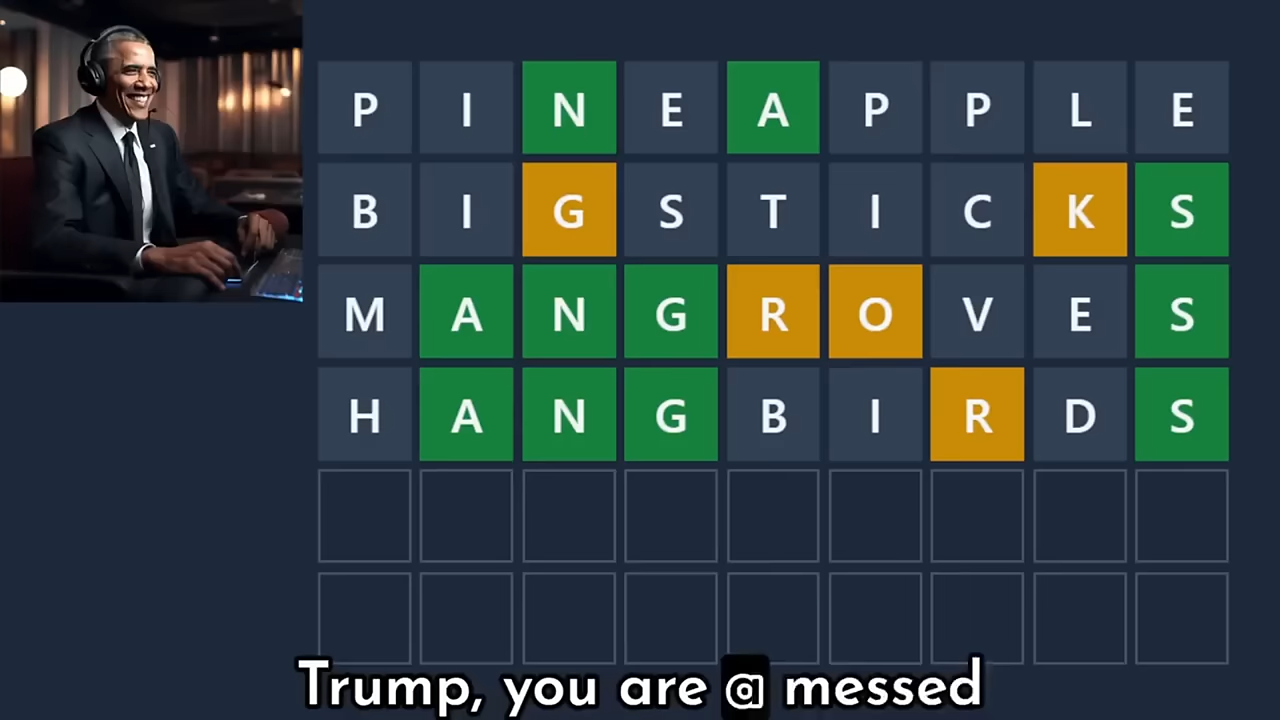 PINEAPPLE
BIGSTICKS
MANGROVES
HANGBIRDS
Trump, you are @ messed